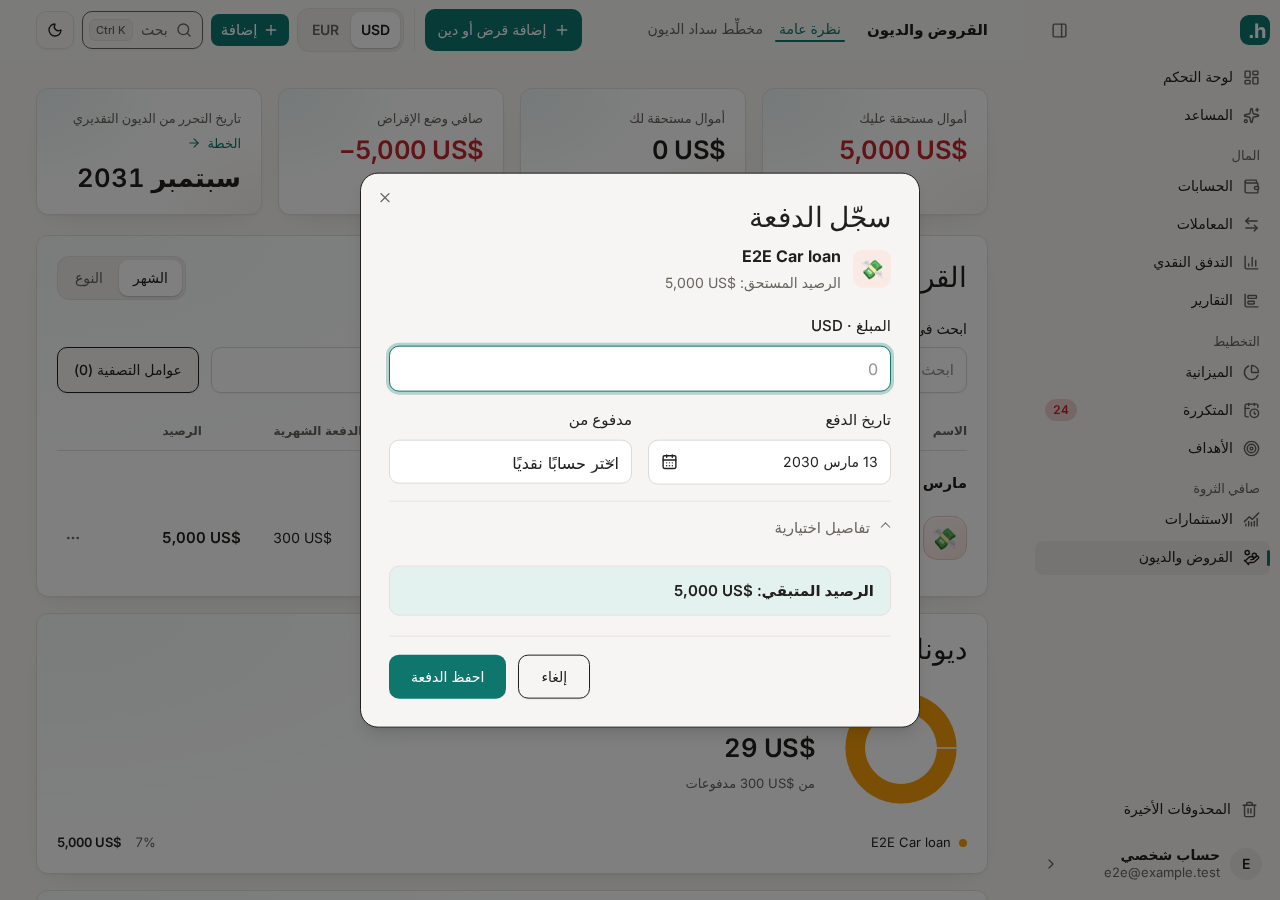 .h
لوحة التحكم
المساعد
المال
الحسابات
المعاملات
التدفق النقدي
التقارير
التخطيط
الميزانية
المتكررة
24
الأهداف
صافي الثروة
الاستثمارات
القروض والديون
المحذوفات الأخيرة
E
حساب شخصي
e2e@example.test
القروض والديون
نظرة عامة
مخطِّط سداد الديون
إضافة قرض أو دين
USD
EUR
إضافة
بحث
Ctrl K
أموال مستحقة عليك
5,000 US$
أموال مستحقة لك
0 US$
صافي وضع الإقراض
−5,000 US$
تاريخ التحرر من الديون التقديري
الخطة
سبتمبر 2031
القر
الشهر
النوع
ابحث في
ابحث
عوامل التصفية (0)
الاسم
الدفعة الشهرية
الرصيد
مارس
300 US$
5,000 US$
ديونا
29 US$
من 300 US$ مدفوعات
E2E Car loan
7%
5,000 US$
سجّل الدفعة
E2E Car loan
الرصيد المستحق: 5,000 US$
المبلغ · USD
0
تاريخ الدفع
13 مارس 2030
مدفوع من
اختر حسابًا نقديًا
تفاصيل اختيارية
الرصيد المتبقي: 5,000 US$
إلغاء
احفظ الدفعة